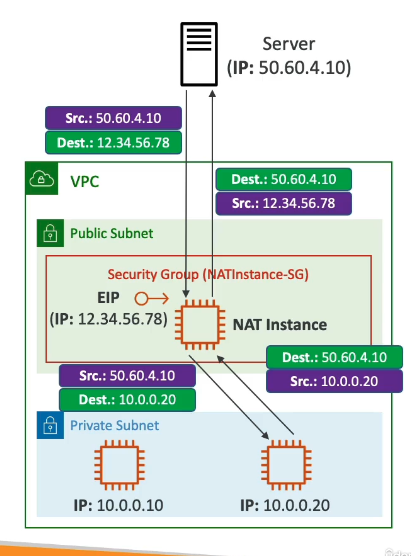 Server
(IP: 50.60.4.10)
Src.: 50.60.4.10
Dest.: 12.34.56.78
Dest.: 50.60.4.10
Src.: 12.34.56.78
VPC
Public Subnet
Security Group (NATInstance-SG)
EIP
(IP: 12.34.56.78)
NAT Instance
Src.: 50.60.4.10
Dest.: 10.0.0.20
Dest.: 50.60.4.10
Src.: 10.0.0.20
Private Subnet
IP: 10.0.0.10
IP: 10.0.0.20